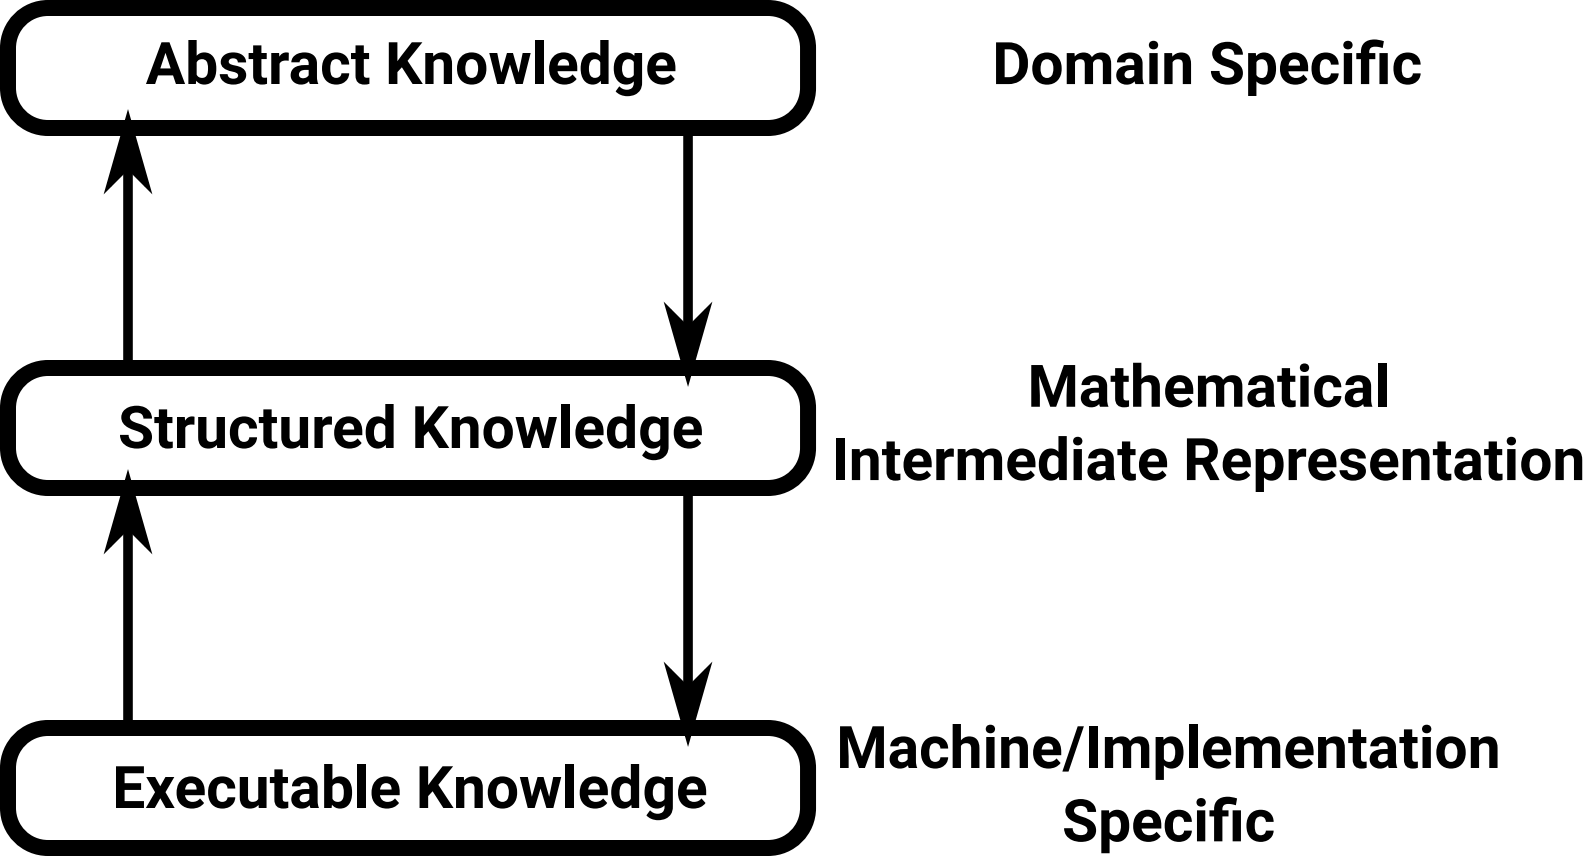 Abstract Knowledge
Domain Specific
Structured Knowledge
Mathematical
Intermediate Representation
Executable Knowledge
Machine/Implementation
Specific